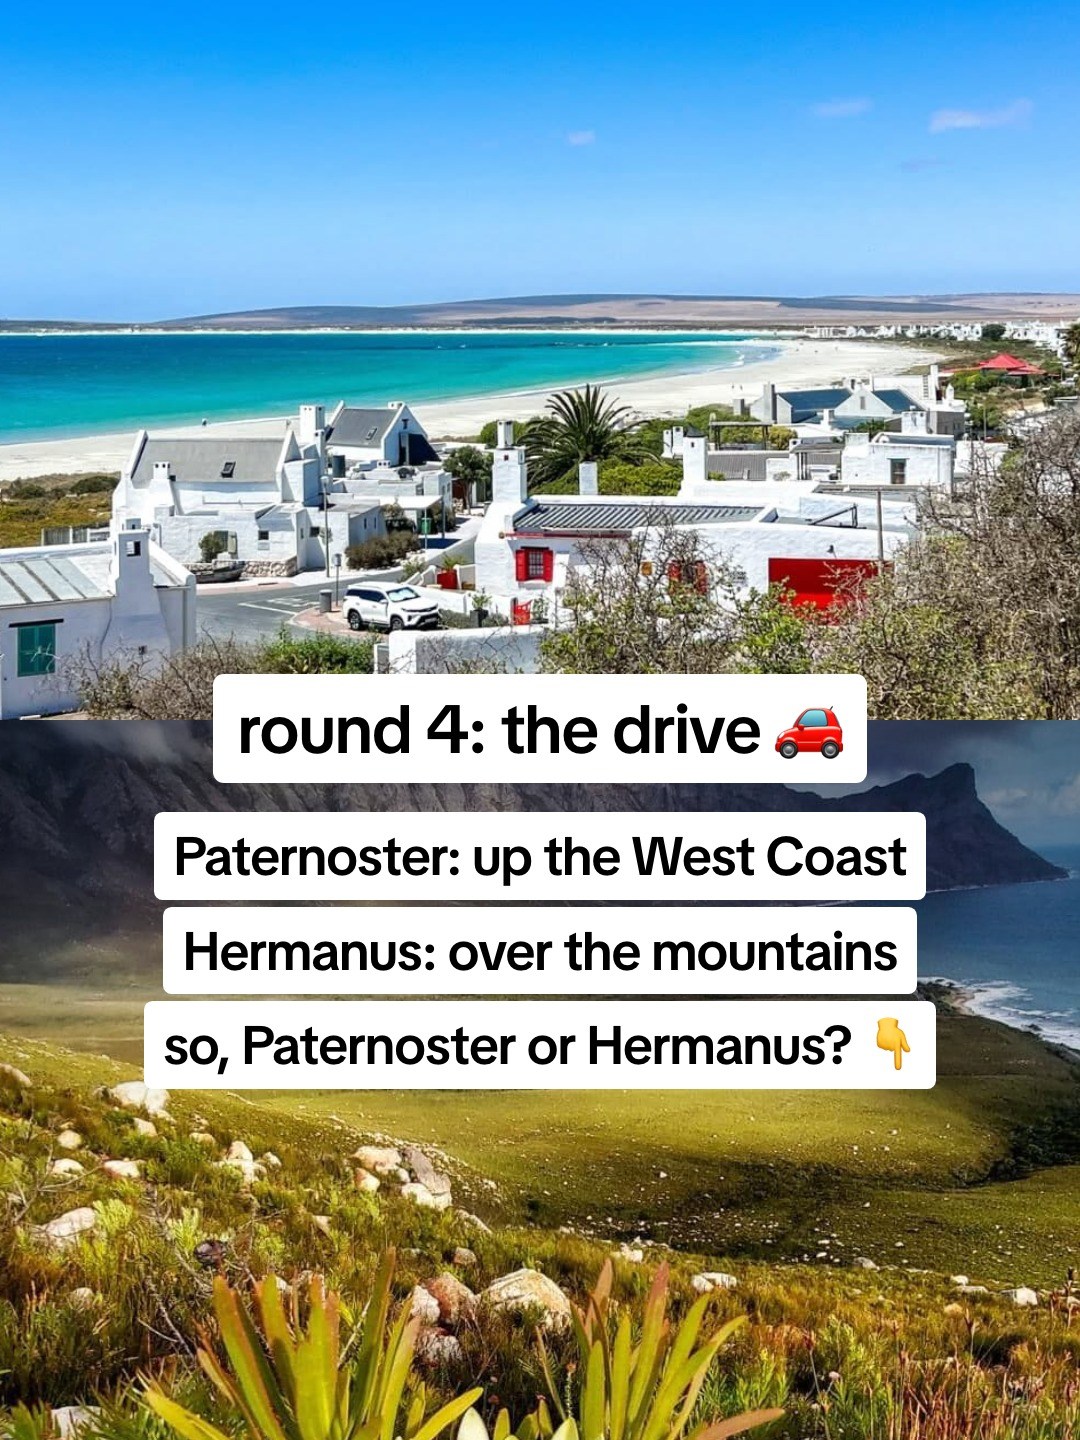 round 4: the drive 🚗
Paternoster: up the West Coast
Hermanus: over the mountains
so, Paternoster or Hermanus? 👇